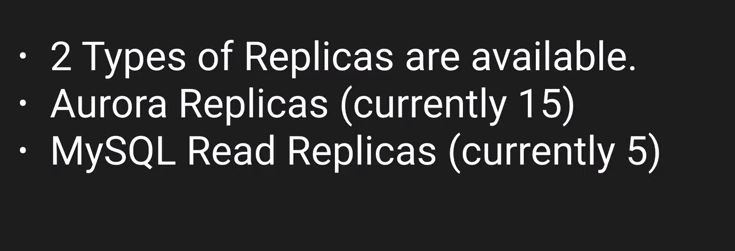 · 2 Types of Replicas are available.
· Aurora Replicas (currently 15)
· MySQL Read Replicas (currently 5)